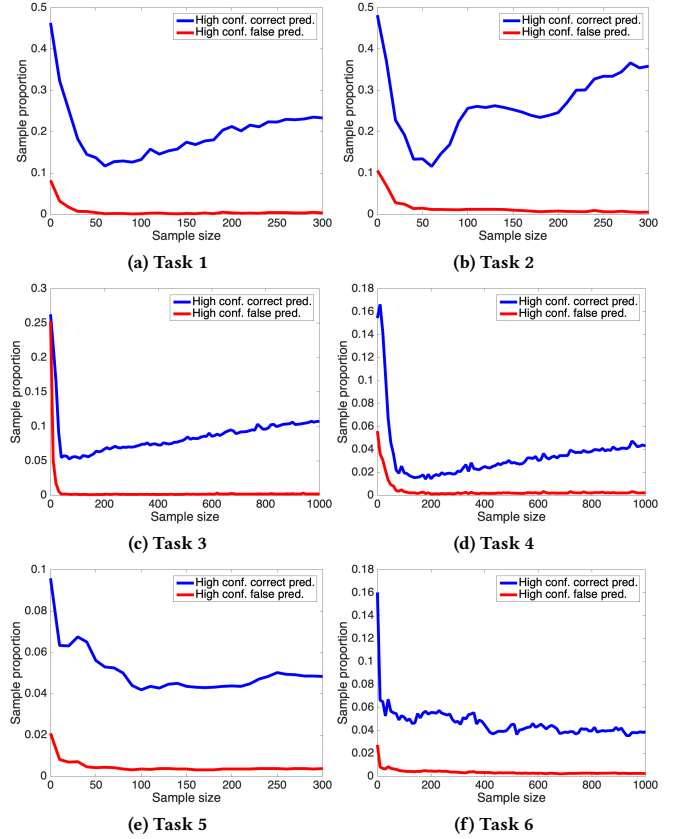 0.5
0.4
0.3
0.2
0.1
0
Sample proportion
High conf. correct pred.
High conf. false pred.
0 50 100 150 200 250 300
Sample size
(a) Task 1
0.5
0.4
0.3
0.2
0.1
0
Sample proportion
High conf. correct pred.
High conf. false pred.
0 50 100 150 200 250 300
Sample size
(b) Task 2
0.3
0.25
0.2
0.15
0.1
0.05
0
Sample proportion
High conf. correct pred.
High conf. false pred.
0 200 400 600 800 1000
Sample size
(c) Task 3
0.18
0.16
0.14
0.12
0.1
0.08
0.06
0.04
0.02
0
Sample proportion
High conf. correct pred.
High conf. false pred.
0 200 400 600 800 1000
Sample size
(d) Task 4
0.1
0.08
0.06
0.04
0.02
0
Sample proportion
High conf. correct pred.
High conf. false pred.
0 50 100 150 200 250 300
Sample size
(e) Task 5
0.18
0.16
0.14
0.12
0.1
0.08
0.06
0.04
0.02
0
Sample proportion
High conf. correct pred.
High conf. false pred.
0 200 400 600 800 1000
Sample size
(f) Task 6